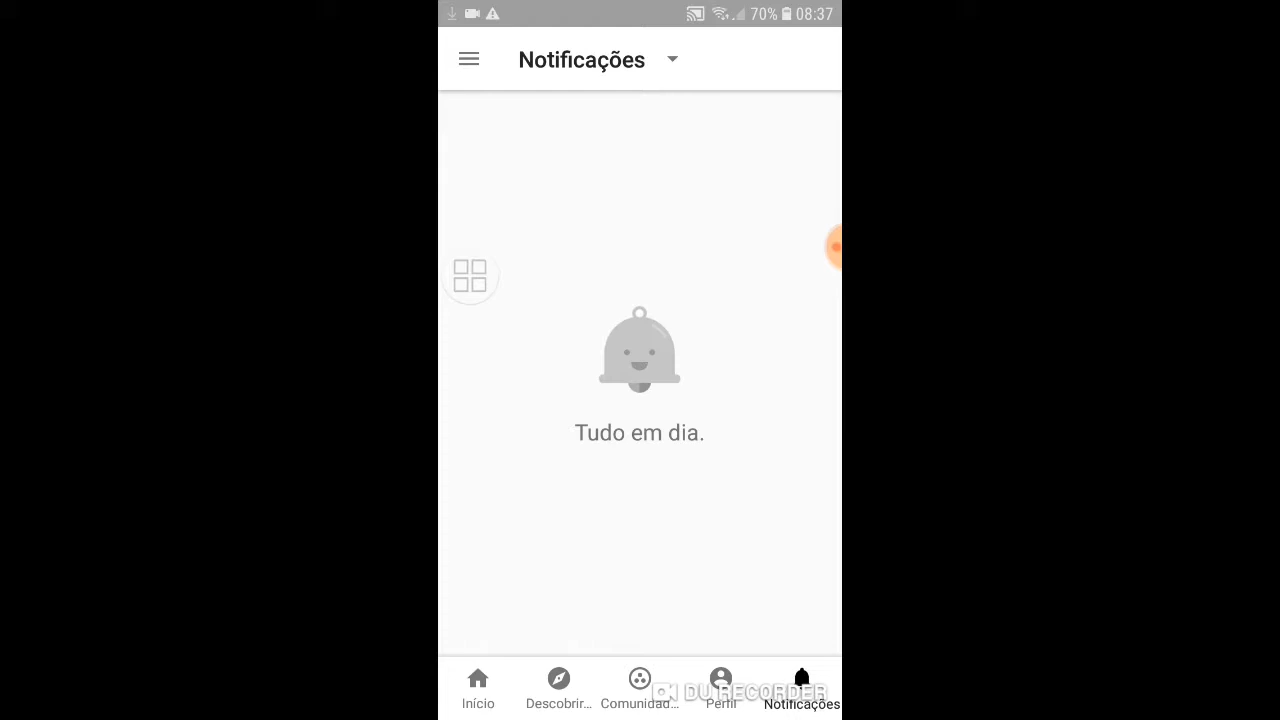 70% 08:37
Notificações
Tudo em dia.
Início Descobrir... Comunidad... Perfil Notificações
DU RECORDER